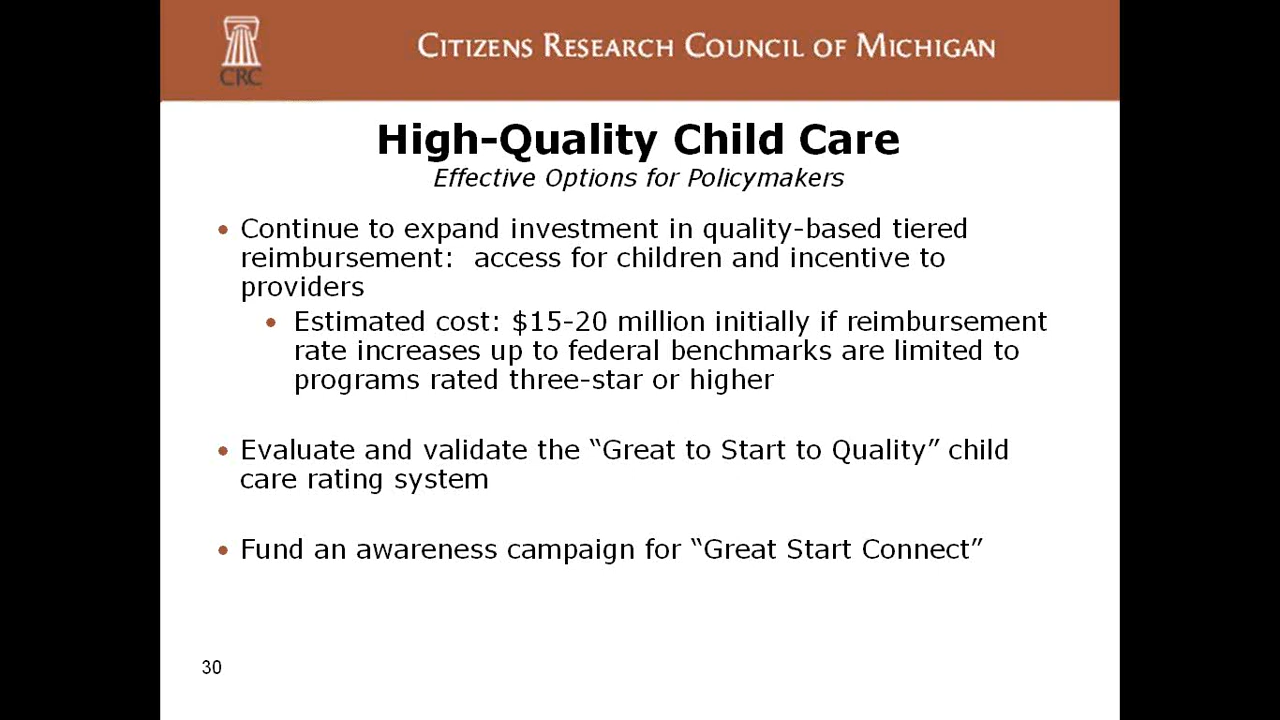 CRC
CITIZENS RESEARCH COUNCIL OF MICHIGAN
High-Quality Child Care
Effective Options for Policymakers
• Continue to expand investment in quality-based tiered
reimbursement:  access for children and incentive to
providers
• Estimated cost: $15-20 million initially if reimbursement
rate increases up to federal benchmarks are limited to
programs rated three-star or higher
• Evaluate and validate the “Great to Start to Quality” child
care rating system
• Fund an awareness campaign for “Great Start Connect”
30